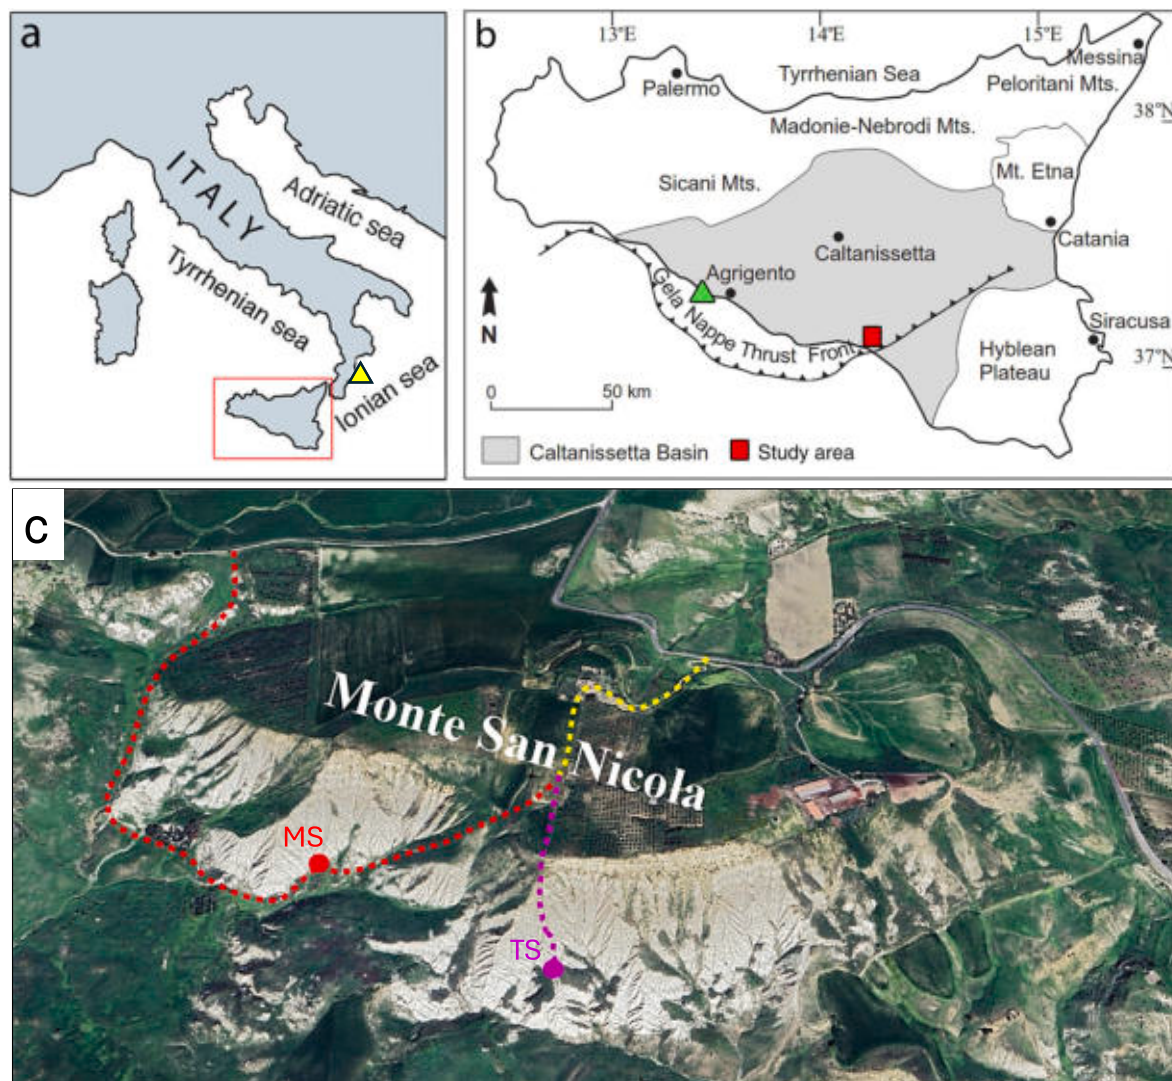 a
ITALY
Adriatic sea
Tyrrhenian sea
Ionian sea
b
13°E
14°E
15°E
Messina
Tyrrhenian Sea
Peloritani Mts.
Palermo
38°N
Madonie-Nebrodi Mts.
Mt. Etna
Sicani Mts.
Catania
Caltanissetta
Agrigento
Gela Nappe Thrust Front
Siracusa
37°N
Hyblean
Plateau
N
0
50 km
Caltanissetta Basin
Study area
c
Monte San Nicola
MS
TS